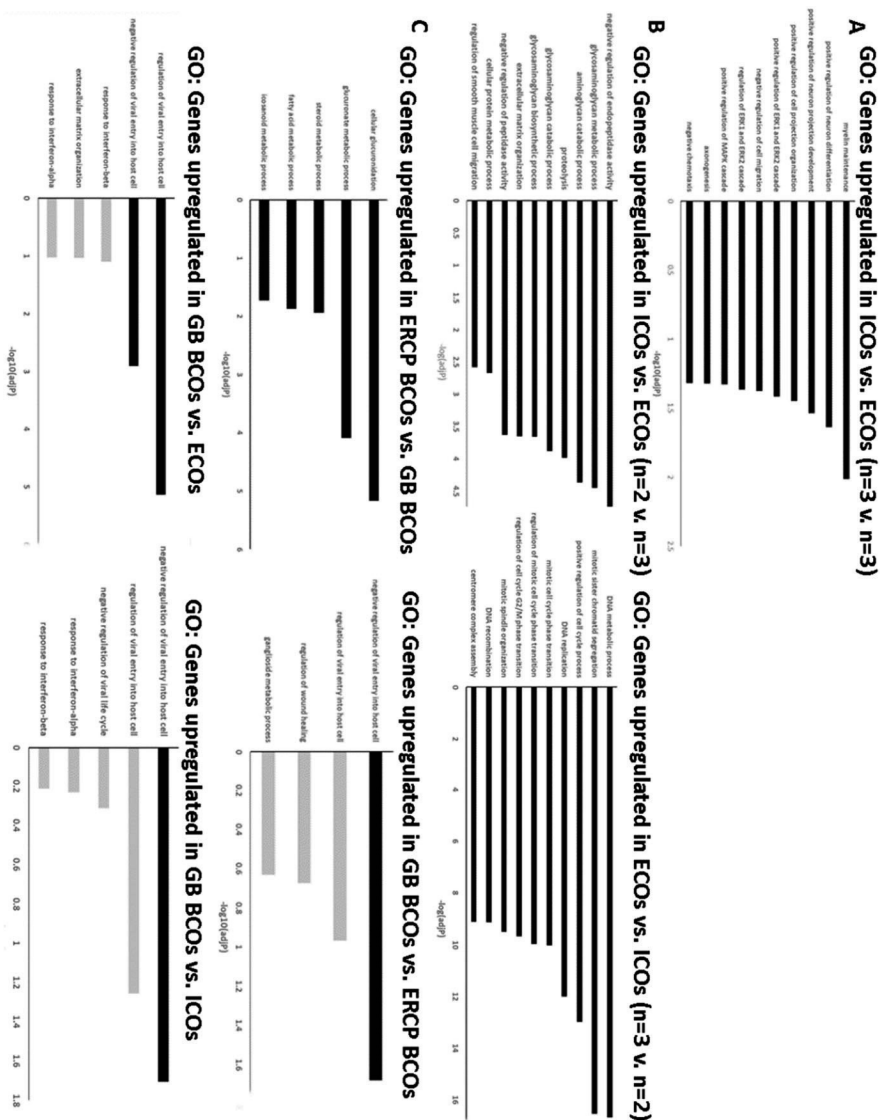 A
GO: Genes upregulated in ICOs vs. ECOs (n=3 v. n=3)
myelin maintenance
positive regulation of neuron differentiation
positive regulation of neuron projection development
positive regulation of cell projection organization
positive regulation of ERK1 and ERK2 cascade
negative regulation of cell migration
regulation of ERK1 and ERK2 cascade
positive regulation of MAPK cascade
axonogenesis
negative chemotaxis
0
0.5
1
1.5
2
2.5
-log10(adjP)
B
GO: Genes upregulated in ICOs vs. ECOs (n=2 v. n=3)
negative regulation of endopeptidase activity
glycosaminoglycan metabolic process
aminoglycan catabolic process
glycosaminoglycan catabolic process
proteolysis
glycosaminoglycan biosynthetic process
extracellular matrix organization
negative regulation of peptidase activity
cellular protein metabolic process
regulation of smooth muscle cell migration
0
0.5
1
1.5
2
2.5
3
3.5
4
4.5
-log(adjP)
GO: Genes upregulated in ECOs vs. ICOs (n=3 v. n=2)
DNA metabolic process
mitotic sister chromatid segregation
positive regulation of cell cycle process
DNA replication
mitotic cell cycle phase transition
regulation of mitotic cell cycle phase transition
regulation of cell cycle G2/M phase transition
mitotic spindle organization
DNA recombination
centromere complex assembly
0
2
4
6
8
10
12
14
16
-log(adjP)
C
GO: Genes upregulated in ERCP BCOs vs. GB BCOs
cellular glucuronidation
glucuronate metabolic process
steroid metabolic process
fatty acid metabolic process
icosanoid metabolic process
0
1
2
3
4
5
6
-log10(adjP)
GO: Genes upregulated in GB BCOs vs. ERCP BCOs
negative regulation of viral entry into host cell
regulation of viral entry into host cell
regulation of wound healing
ganglioside metabolic process
0
0.2
0.4
0.6
0.8
1
1.2
1.4
1.6
-log10(adjP)
GO: Genes upregulated in GB BCOs vs. ECOs
regulation of viral entry into host cell
negative regulation of viral entry into host cell
response to interferon-beta
extracellular matrix organization
response to interferon-alpha
0
1
2
3
4
5
-log10(adjP)
GO: Genes upregulated in GB BCOs vs. ICOs
negative regulation of viral entry into host cell
regulation of viral entry into host cell
negative regulation of viral life cycle
response to interferon-alpha
response to interferon-beta
0
0.2
0.4
0.6
0.8
1
1.2
1.4
1.6
1.8